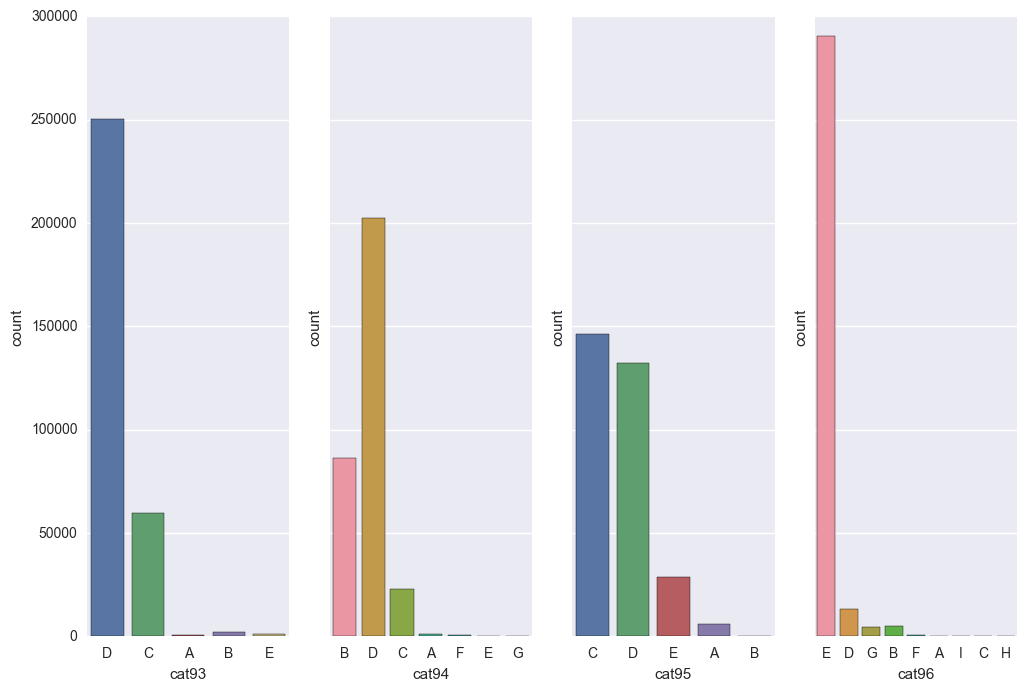 300000
250000
200000
150000
100000
50000
0
count
D C A B E
cat93
count
B D C A F E G
cat94
count
C D E A B
cat95
count
E D G B F A I C H
cat96